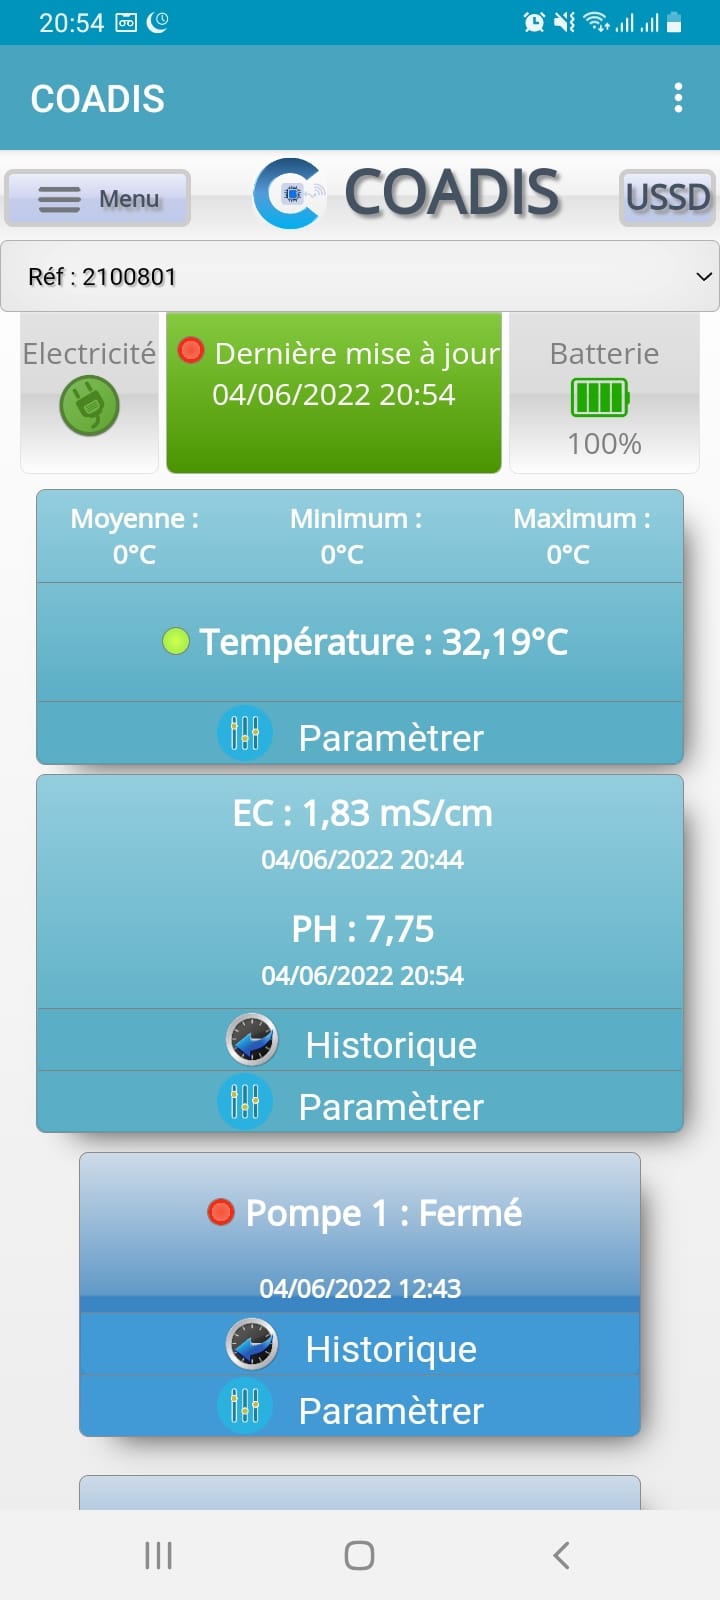 20:54
COADIS
Menu
COADIS
USSD
Réf : 2100801
Electricité
Dernière mise à jour
04/06/2022 20:54
Batterie
100%
Moyenne : Minimum : Maximum :
0°C 0°C 0°C
Température : 32,19°C
Paramètrer
EC : 1,83 mS/cm
04/06/2022 20:44
PH : 7,75
04/06/2022 20:54
Historique
Paramètrer
Pompe 1 : Fermé
04/06/2022 12:43
Historique
Paramètrer